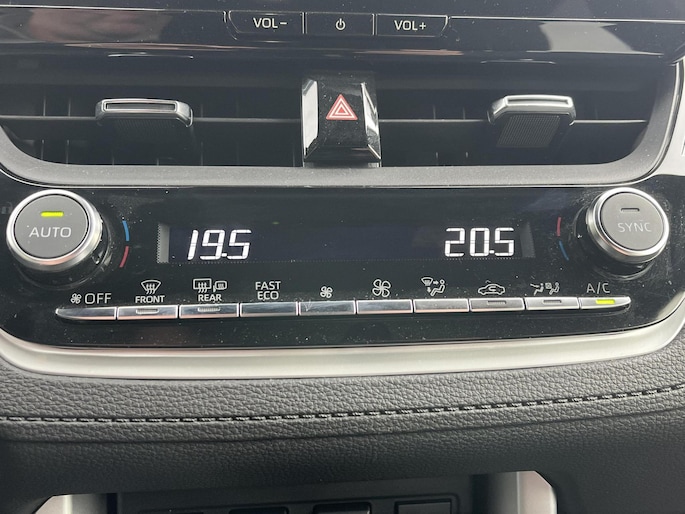 VOL− VOL+
AUTO 19.5 20.5 SYNC
OFF FRONT REAR FAST ECO A/C